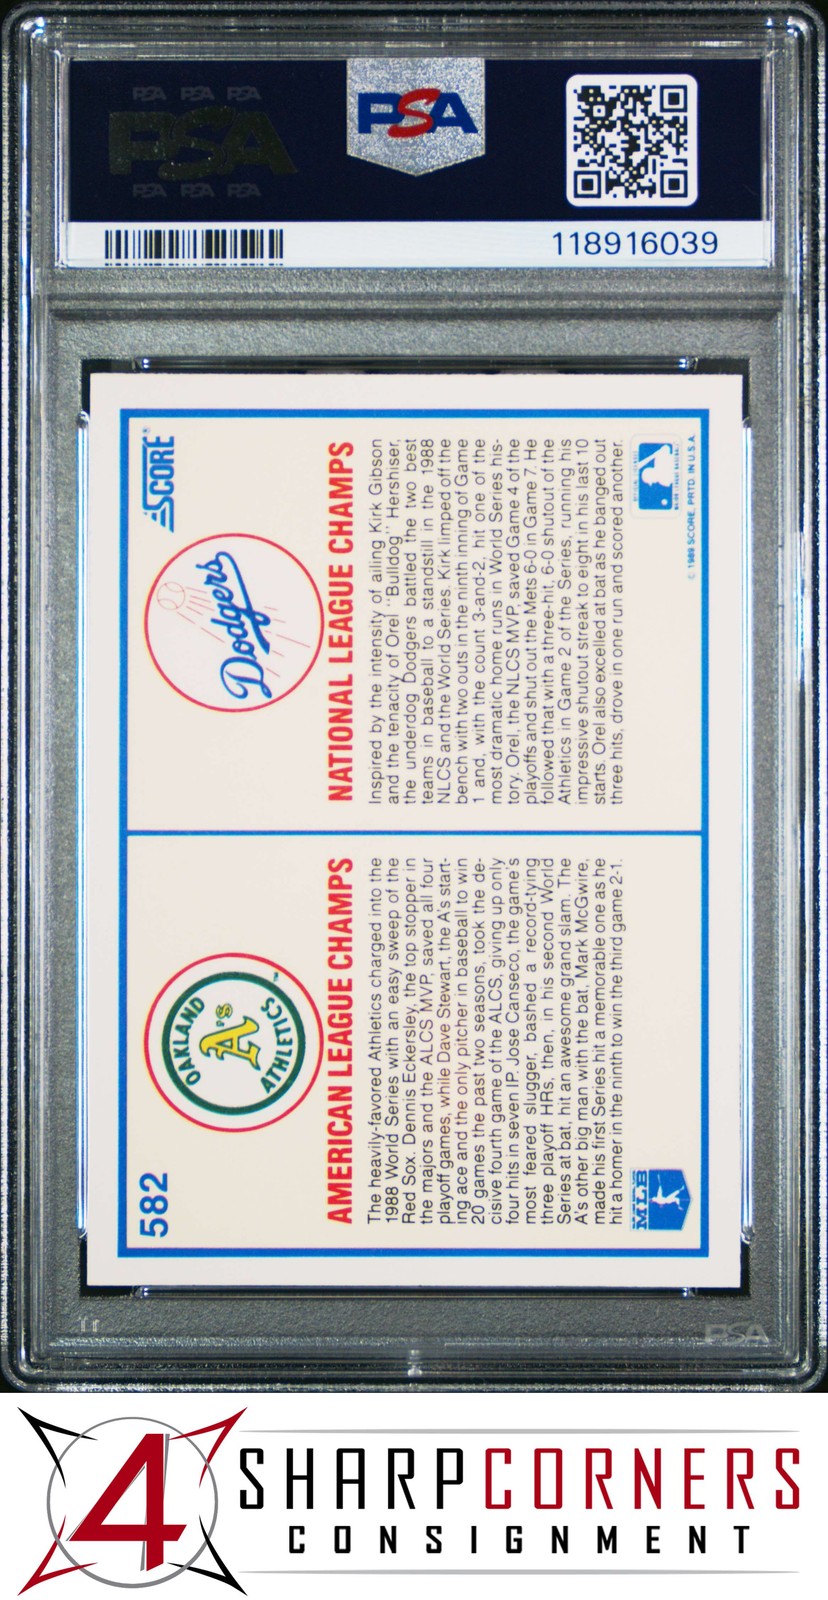 PSA PSA PSA
PSA
PSA PSA PSA
PSA
118916039
582
OAKLAND
A's
ATHLETICS
TM
AMERICAN LEAGUE CHAMPS
The heavily-favored Athletics charged into the
1988 World Series with an easy sweep of the
Red Sox. Dennis Eckersley, the top stopper in
the majors and the ALCS MVP, saved all four
playoff games, while Dave Stewart, the A's start-
ing ace and the only pitcher in baseball to win
20 games the past two seasons, took the de-
cisive fourth game of the ALCS, giving up only
four hits in seven IP. Jose Canseco, the game's
most feared slugger, bashed a record-tying
three playoff HRs, then, in his second World
Series at bat, hit an awesome grand slam. The
A's other big man with the bat, Mark McGwire,
made his first Series hit a memorable one as he
hit a homer in the ninth to win the third game 2-1.
MLB
SCORE®
Dodgers
NATIONAL LEAGUE CHAMPS
Inspired by the intensity of ailing Kirk Gibson
and the tenacity of Orel "Bulldog" Hershiser,
the underdog Dodgers battled the two best
teams in baseball to a standstill in the 1988
NLCS and the World Series. Kirk limped off the
bench with two outs in the ninth inning of Game
1 and, with the count 3-and-2, hit one of the
most dramatic home runs in World Series his-
tory. Orel, the NLCS MVP, saved Game 4 of the
playoffs and shut out the Mets 6-0 in Game 7. He
followed that with a three-hit, 6-0 shutout of the
Athletics in Game 2 of the Series, running his
impressive shutout streak to eight in his last 10
starts. Orel also excelled at bat as he banged out
three hits, drove in one run and scored another.
© 1989 SCORE, PRTD. IN U.S.A.
PSA
4
SHARPCORNERS
CONSIGNMENT